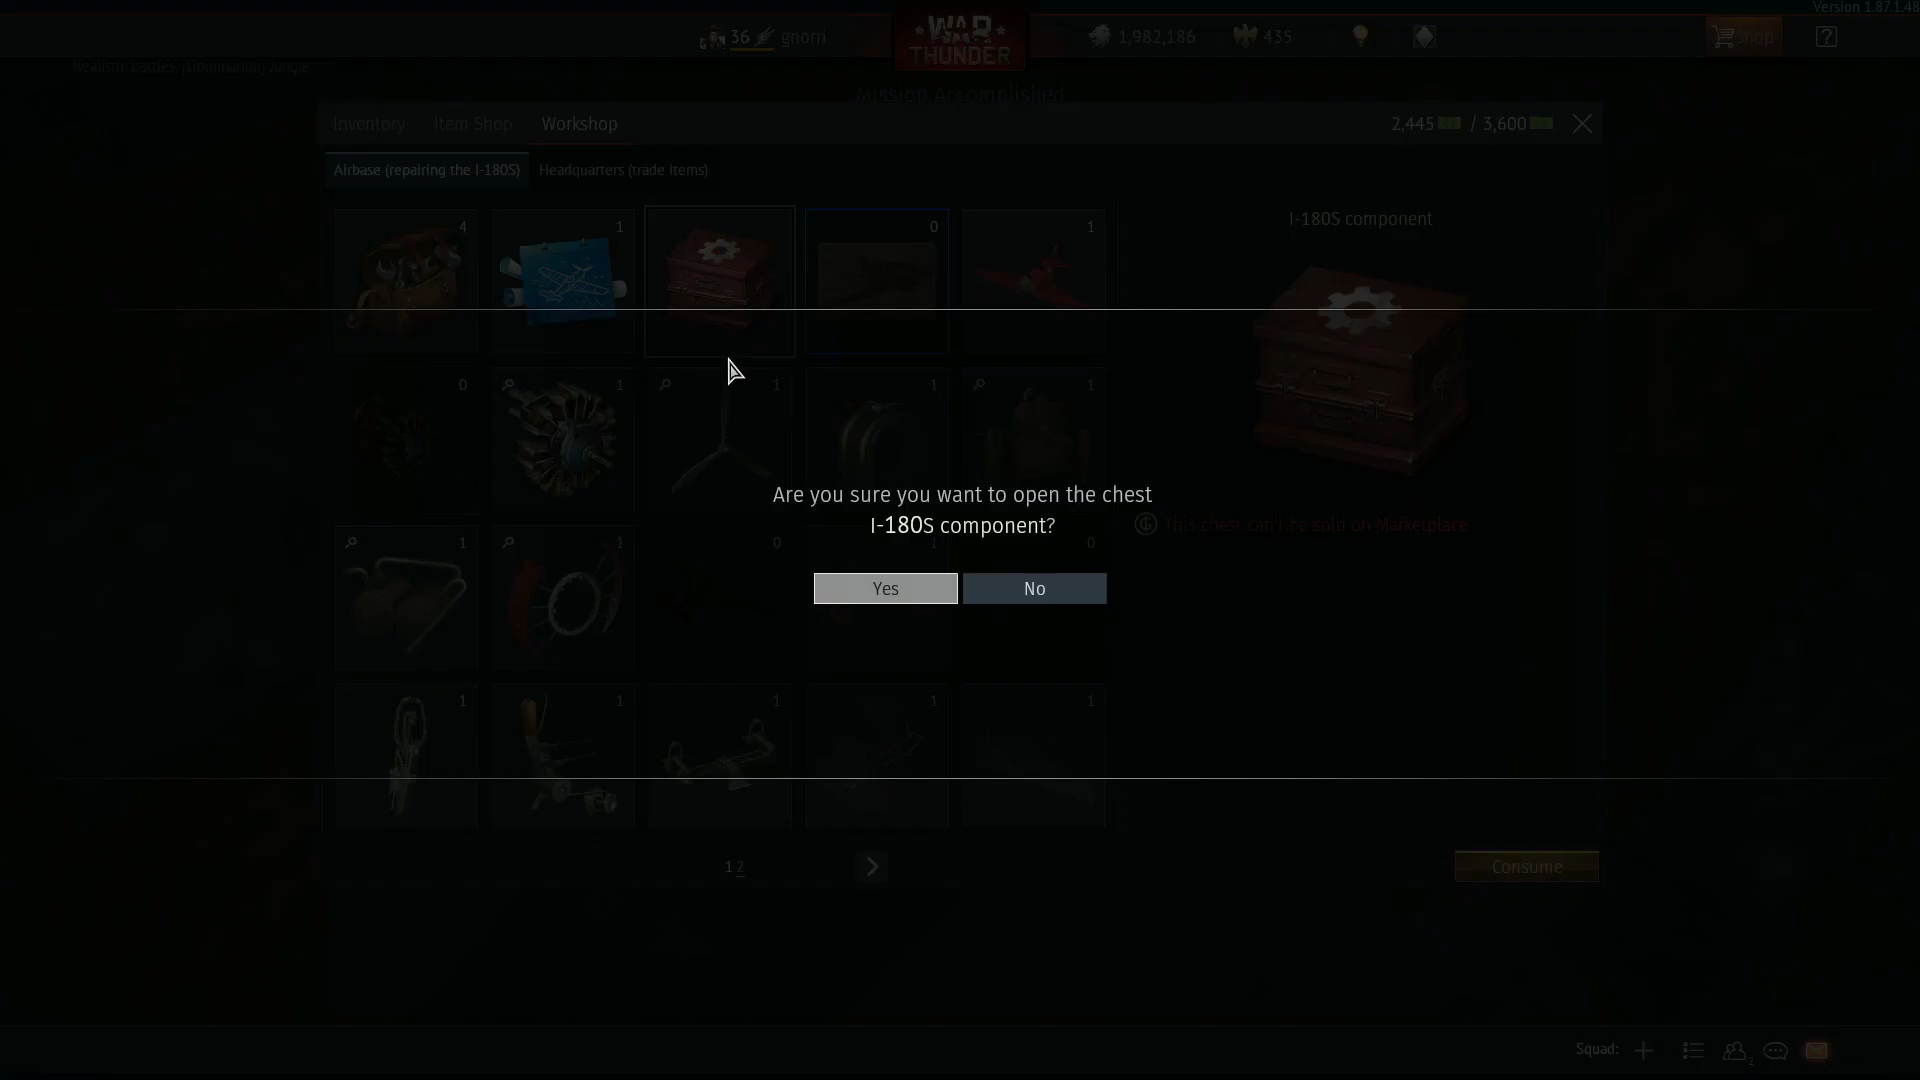 Version 1.87.1.48
36 gnorri
WAR THUNDER
1,982,186
435
Shop
?
Realistic Battles, [Domination] Jungle
Mission Accomplished
Inventory Item Shop Workshop
2,445 / 3,600
Airbase (repairing the I-180S) Headquarters (trade items)
4 1 0 1
I-180S component
0 1 1 1 1
Are you sure you want to open the chest
I-180S component?
This chest can't be sold on Marketplace
1 1 0 1 0
Yes No
1 1 1 1 1
1 2
Consume
Squad:
2